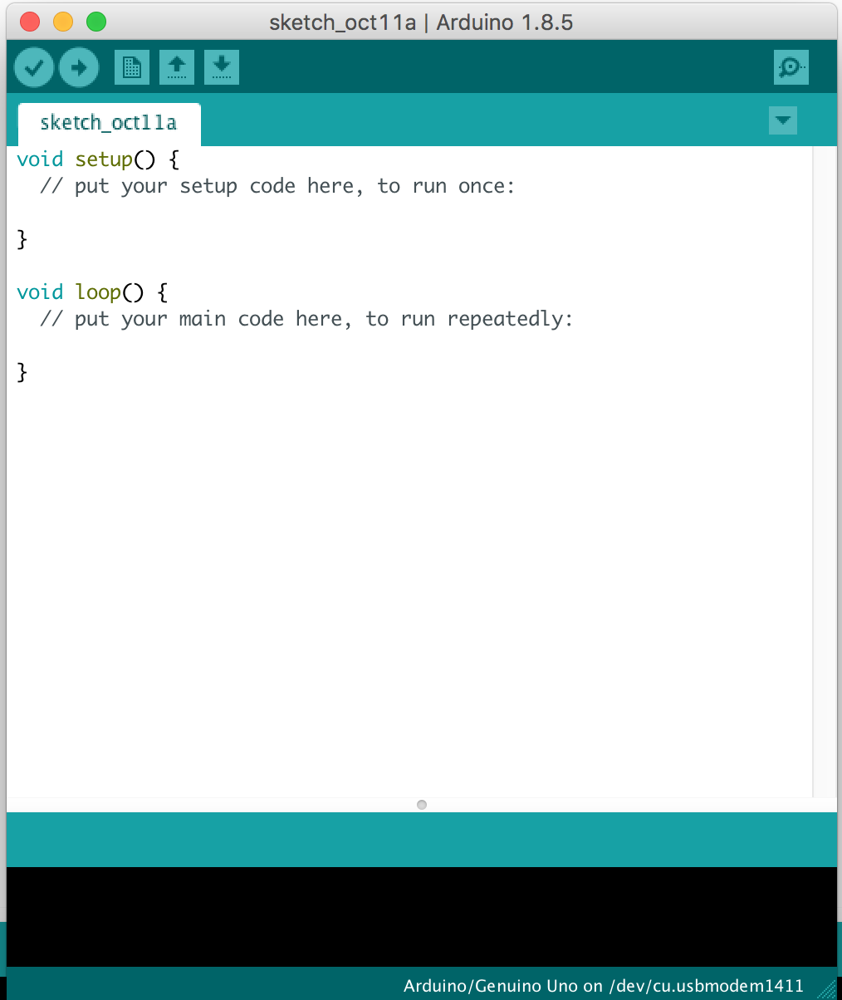 sketch_oct11a | Arduino 1.8.5
sketch_oct11a
void setup() {
  // put your setup code here, to run once:
}
void loop() {
  // put your main code here, to run repeatedly:
}
Arduino/Genuino Uno on /dev/cu.usbmodem1411